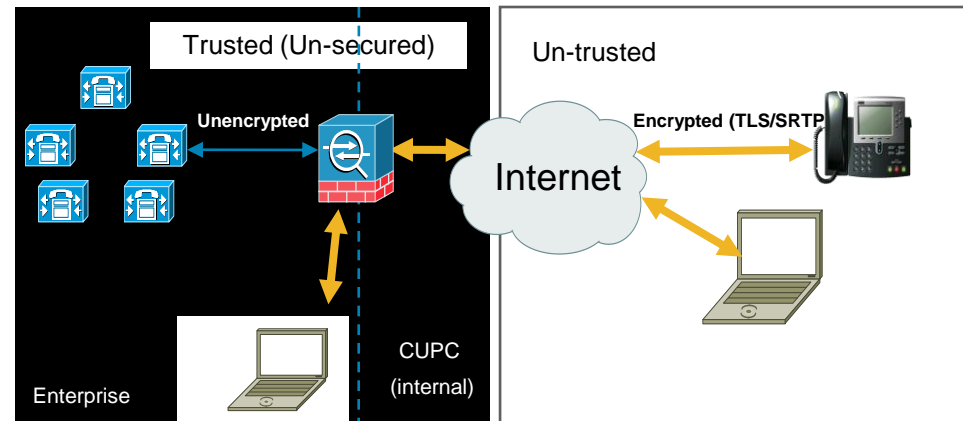 Trusted (Un-secured)
Un-trusted
Unencrypted
Encrypted (TLS/SRTP
Internet
CUPC
(internal)
Enterprise